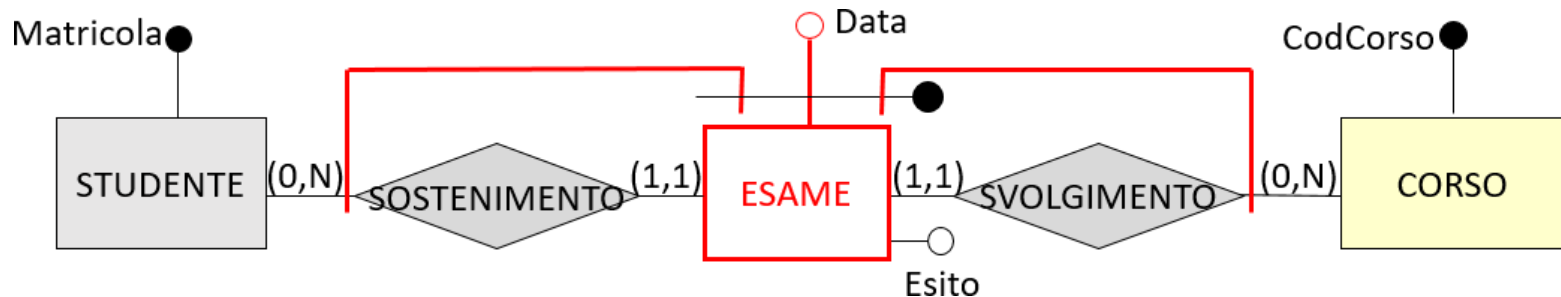 Matricola
Data
CodCorso
STUDENTE
(0,N)
SOSTENIMENTO
(1,1)
ESAME
(1,1)
SVOLGIMENTO
(0,N)
CORSO
Esito